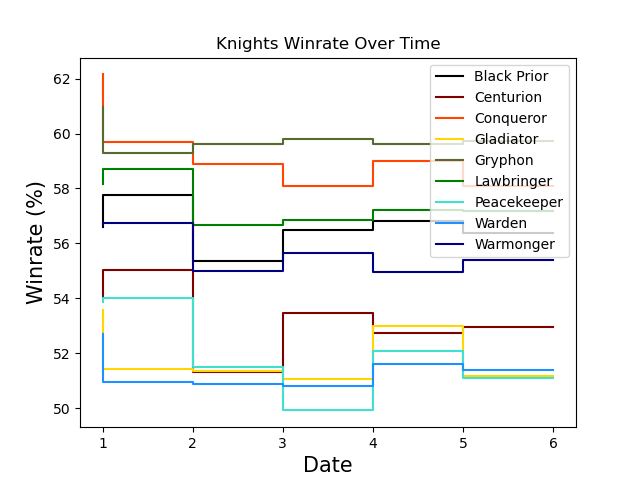 Knights Winrate Over Time
Winrate (%)
62
60
58
56
54
52
50
Black Prior
Centurion
Conqueror
Gladiator
Gryphon
Lawbringer
Peacekeeper
Warden
Warmonger
1 2 3 4 5 6
Date